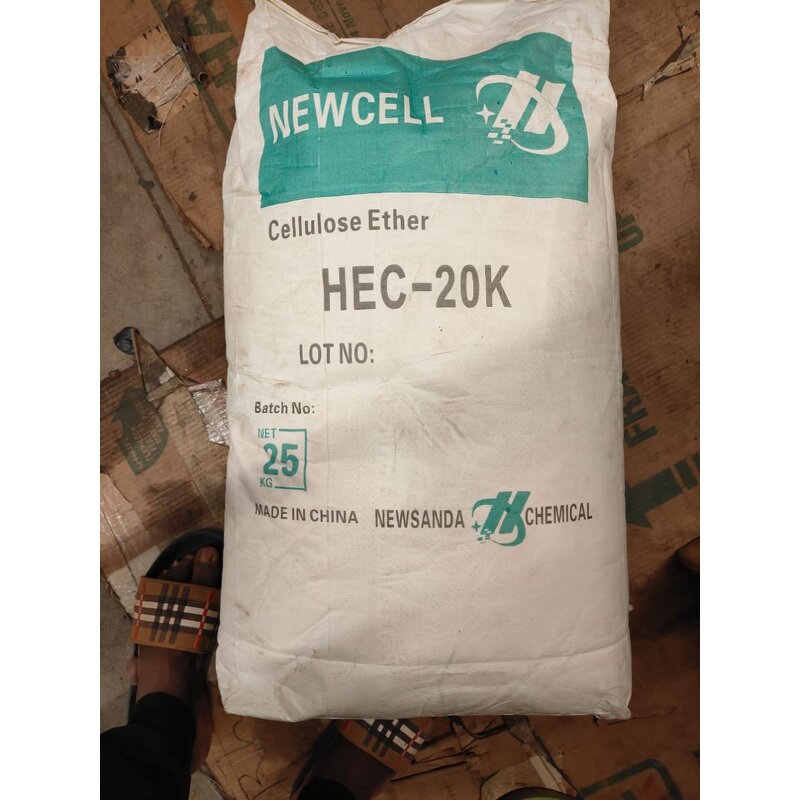 NEWCELL
Cellulose Ether
HEC-20K
LOT NO:
Batch No:
NET
25
KG
MADE IN CHINA NEWSANDA CHEMICAL